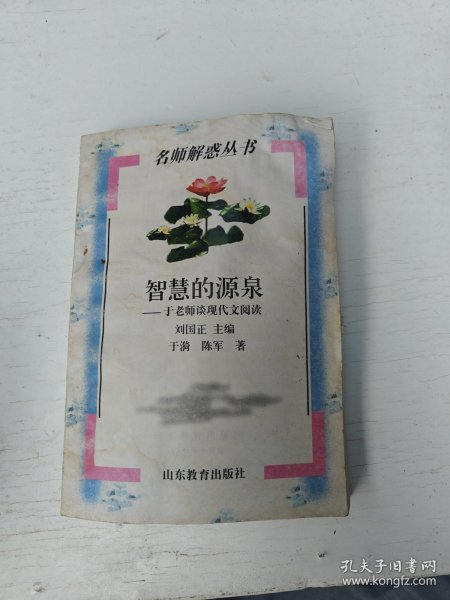 名师解惑丛书
智慧的源泉
——于老师谈现代文阅读
刘国正 主编
于漪 陈军 著
山东教育出版社
孔夫子旧书网
www.kongfz.com